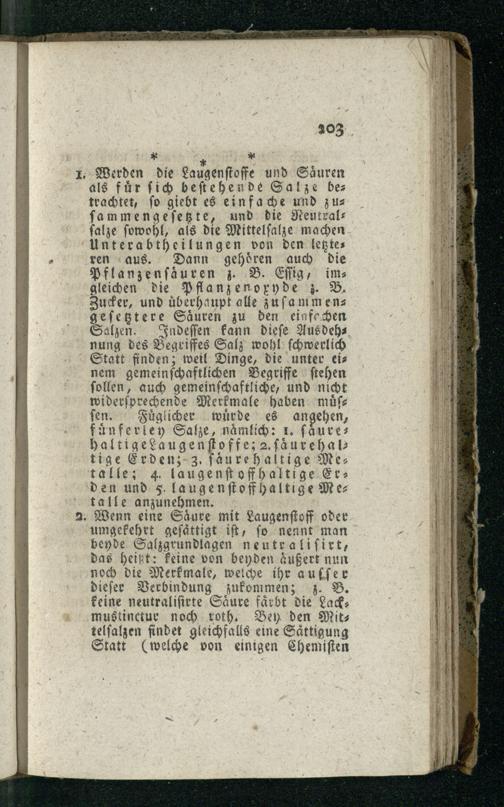 203
* * *
1. Werden die Laugenstoffe und Säuren
als für sich bestehende Salze be-
trachtet, so giebt es einfache und zu-
sammengesetzte, und die Neutral-
salze sowohl, als die Mittelsalze machen
Unterabtheilungen von den letzte-
ren aus. Dann gehören auch die
Pflanzensäuren z. B. Essig, im-
gleichen die Pflanzenoxyde z. B.
Zucker, und überhaupt alle zusammen-
gesetztere Säuren zu den einfachen
Salzen. Indessen kann diese Ausdeh-
nung des Begriffes Salz wohl schwerlich
Statt finden; weil Dinge, die unter ei-
nem gemeinschaftlichen Begriffe stehen
sollen, auch gemeinschaftliche, und nicht
widersprechende Merkmale haben müs-
sen. Füglicher würde es angehen,
fünferley Salze, nämlich: 1. säure-
haltige Laugenstoffe; 2. säurehal-
tige Erden; 3. säurehaltige Me-
talle; 4. laugenstoffhaltige Er-
den und 5. laugenstoffhaltige Me-
talle anzunehmen.
2. Wenn eine Säure mit Laugenstoff oder
umgekehrt gesättigt ist, so nennt man
beyde Salzgrundlagen neutralisirt,
das heißt: keine von beyden äußert nun
noch die Merkmale, welche ihr ausser
dieser Verbindung zukommen; z. B.
keine neutralisirte Säure färbt die Lack-
mustinctur noch roth. Bey den Mit-
telsalzen findet gleichfalls eine Sättigung
Statt (welche von einigen Chemisten